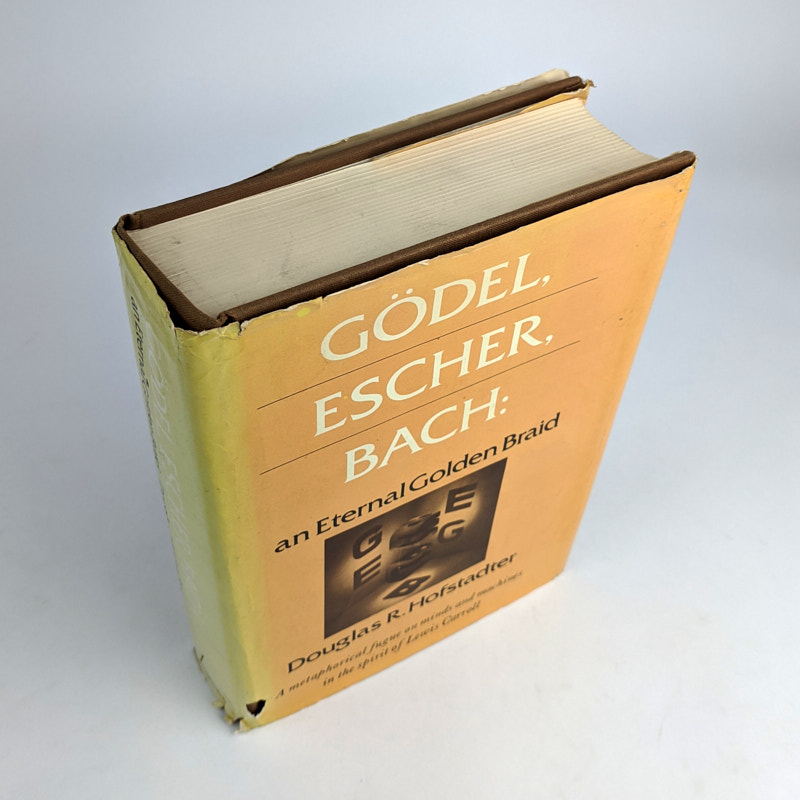 GÖDEL,
ESCHER,
BACH:
an Eternal Golden Braid
G E
E G
B
Douglas R. Hofstadter
A metaphorical fugue on minds and machines
in the spirit of Lewis Carroll